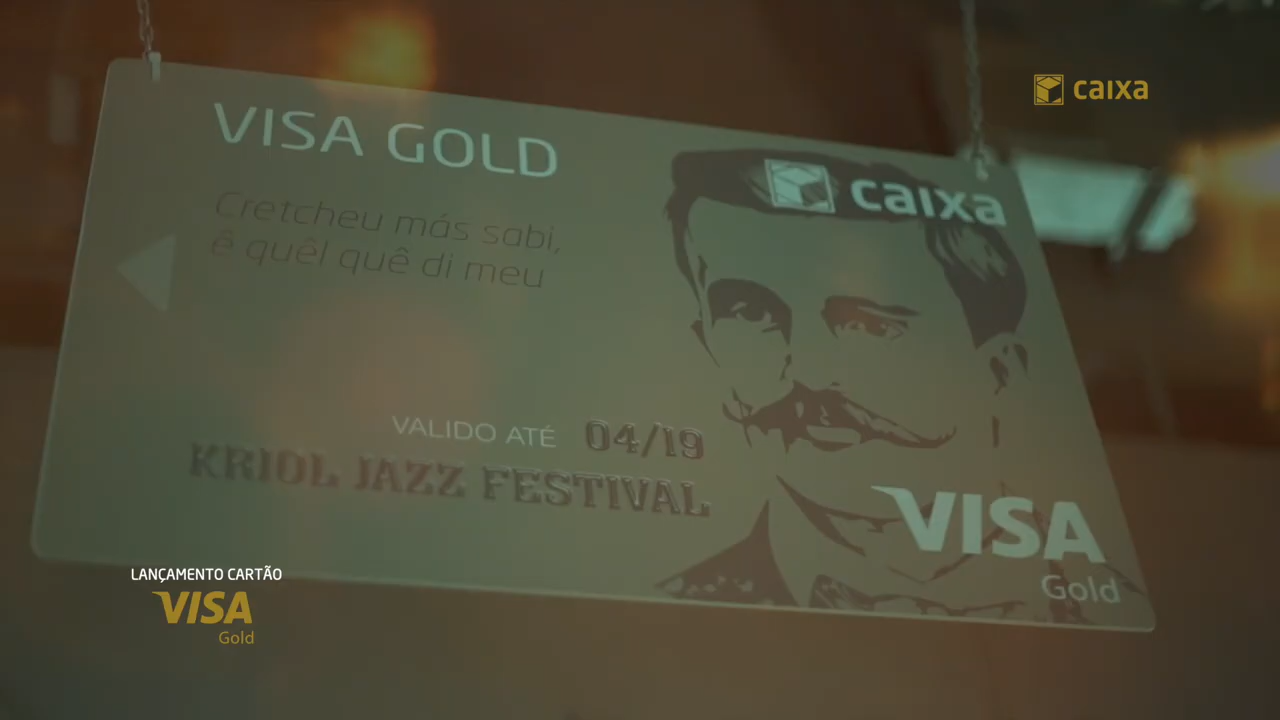 caixa
VISA GOLD
caixa
Cretcheu más sabi,
ê quêl quê di meu
VALIDO ATÉ 04/19
KRIOL JAZZ FESTIVAL
VISA
Gold
LANÇAMENTO CARTÃO
VISA
Gold